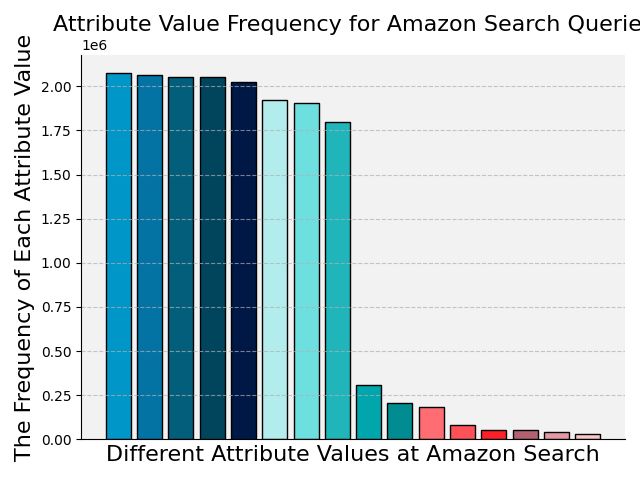 Attribute Value Frequency for Amazon Search Querie
1e6
The Frequency of Each Attribute Value
2.00
1.75
1.50
1.25
1.00
0.75
0.50
0.25
0.00
Different Attribute Values at Amazon Search